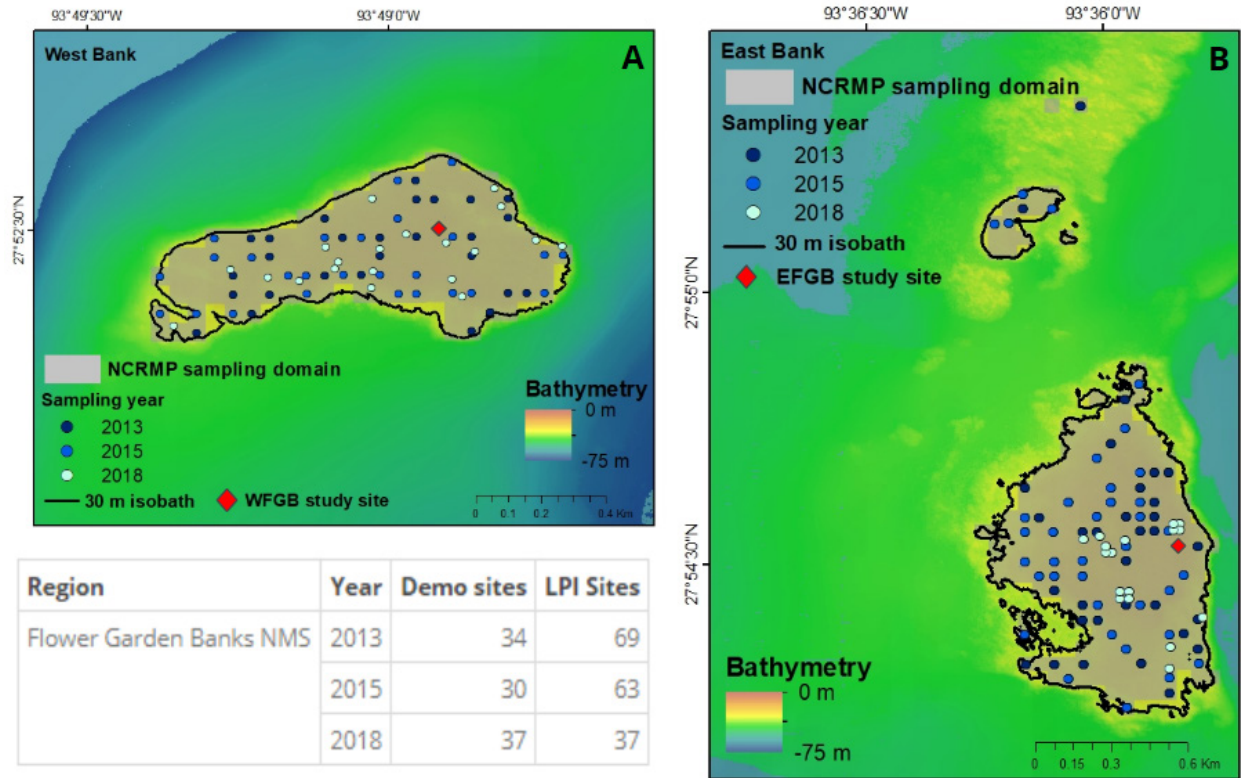 93°49'30"W 93°49'0"W
West Bank
A
27°52'30"N
NCRMP sampling domain
Sampling year
2013
2015
2018
30 m isobath
WFGB study site
Bathymetry
0 m
-75 m
0 0.1 0.2 0.4 Km
93°36'30"W 93°36'0"W
East Bank
B
NCRMP sampling domain
Sampling year
2013
2015
2018
30 m isobath
EFGB study site
27°55'0"N
27°54'30"N
Bathymetry
0 m
-75 m
0 0.15 0.3 0.6 Km
Region Year Demo sites LPI Sites
Flower Garden Banks NMS 2013 34 69
2015 30 63
2018 37 37